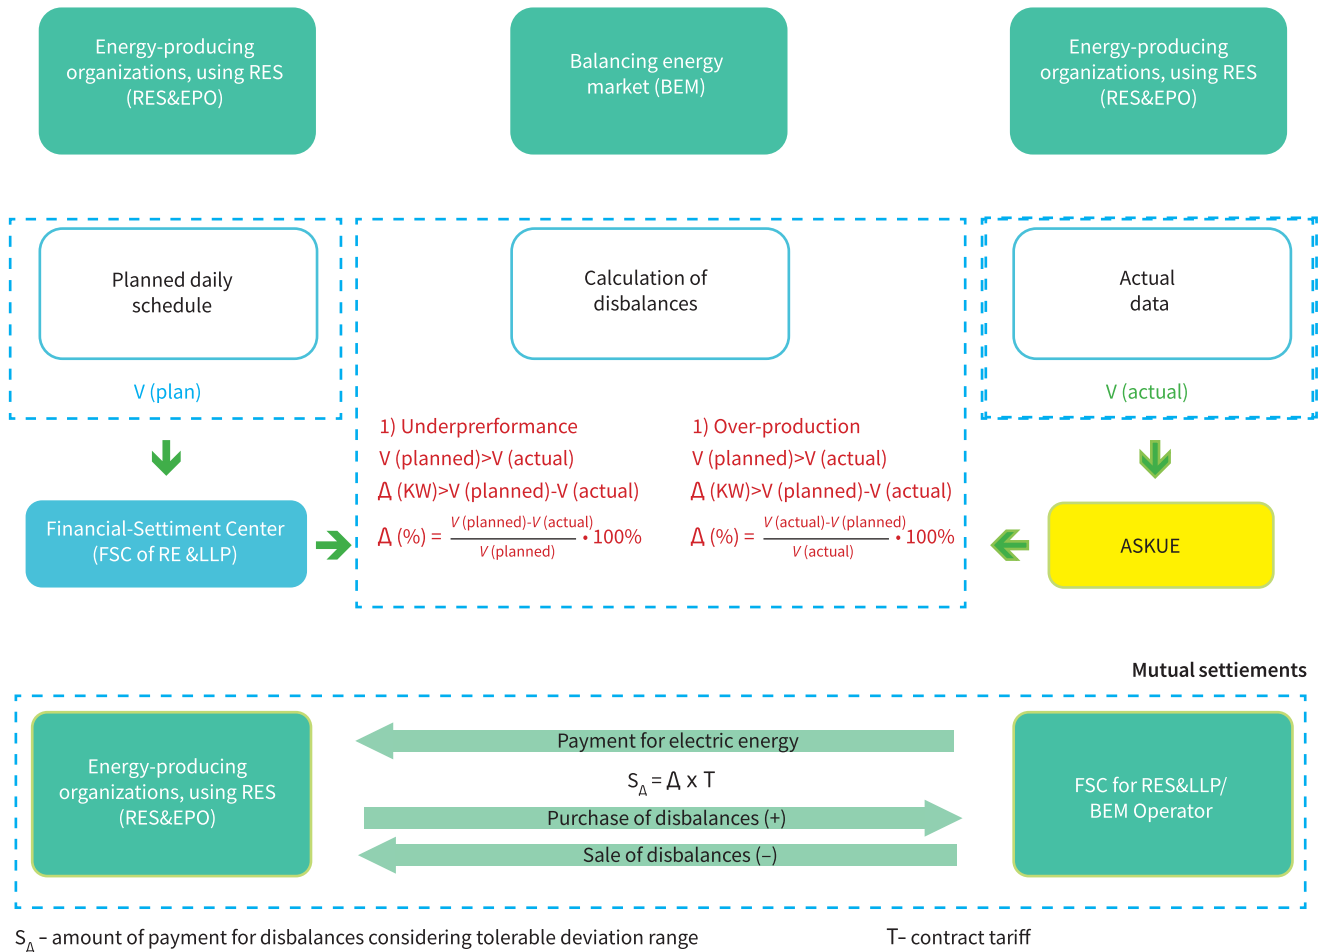 Energy-producing
organizations, using RES
(RES&EPO)
Balancing energy
market (BEM)
Energy-producing
organizations, using RES
(RES&EPO)
Planned daily
schedule
V (plan)
Calculation of
disbalances
Actual
data
V (actual)
1) Underprerformance
V (planned)>V (actual)
Δ (KW)>V (planned)-V (actual)
Δ (%) = V (planned)-V (actual) / V (planned) • 100%
1) Over-production
V (planned)>V (actual)
Δ (KW)>V (planned)-V (actual)
Δ (%) = V (actual)-V (planned) / V (actual) • 100%
Financial-Settiment Center
(FSC of RE &LLP)
ASKUE
Mutual settiements
Energy-producing
organizations, using RES
(RES&EPO)
Payment for electric energy
S_Δ = Δ x T
Purchase of disbalances (+)
Sale of disbalances (–)
FSC for RES&LLP/
BEM Operator
S_Δ – amount of payment for disbalances considering tolerable deviation range
T– contract tariff